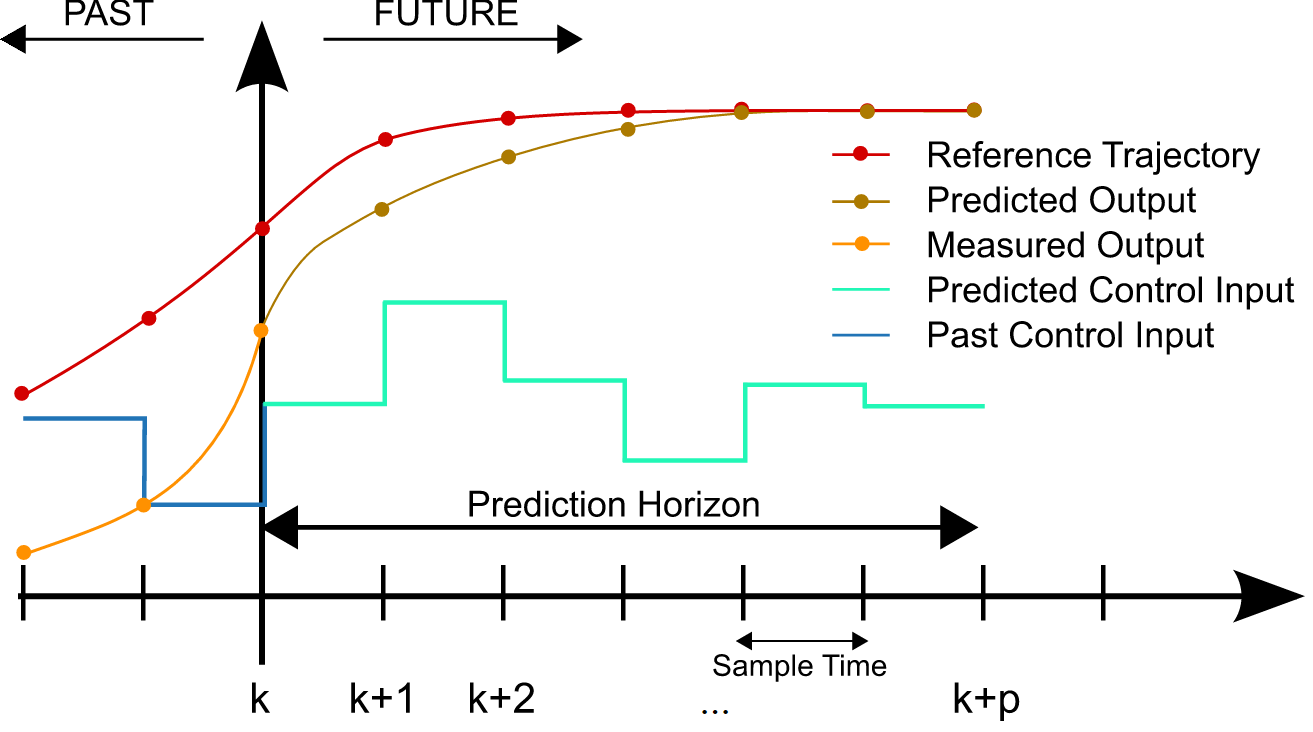 PAST
FUTURE
Reference Trajectory
Predicted Output
Measured Output
Predicted Control Input
Past Control Input
Prediction Horizon
Sample Time
k
k+1
k+2
...
k+p